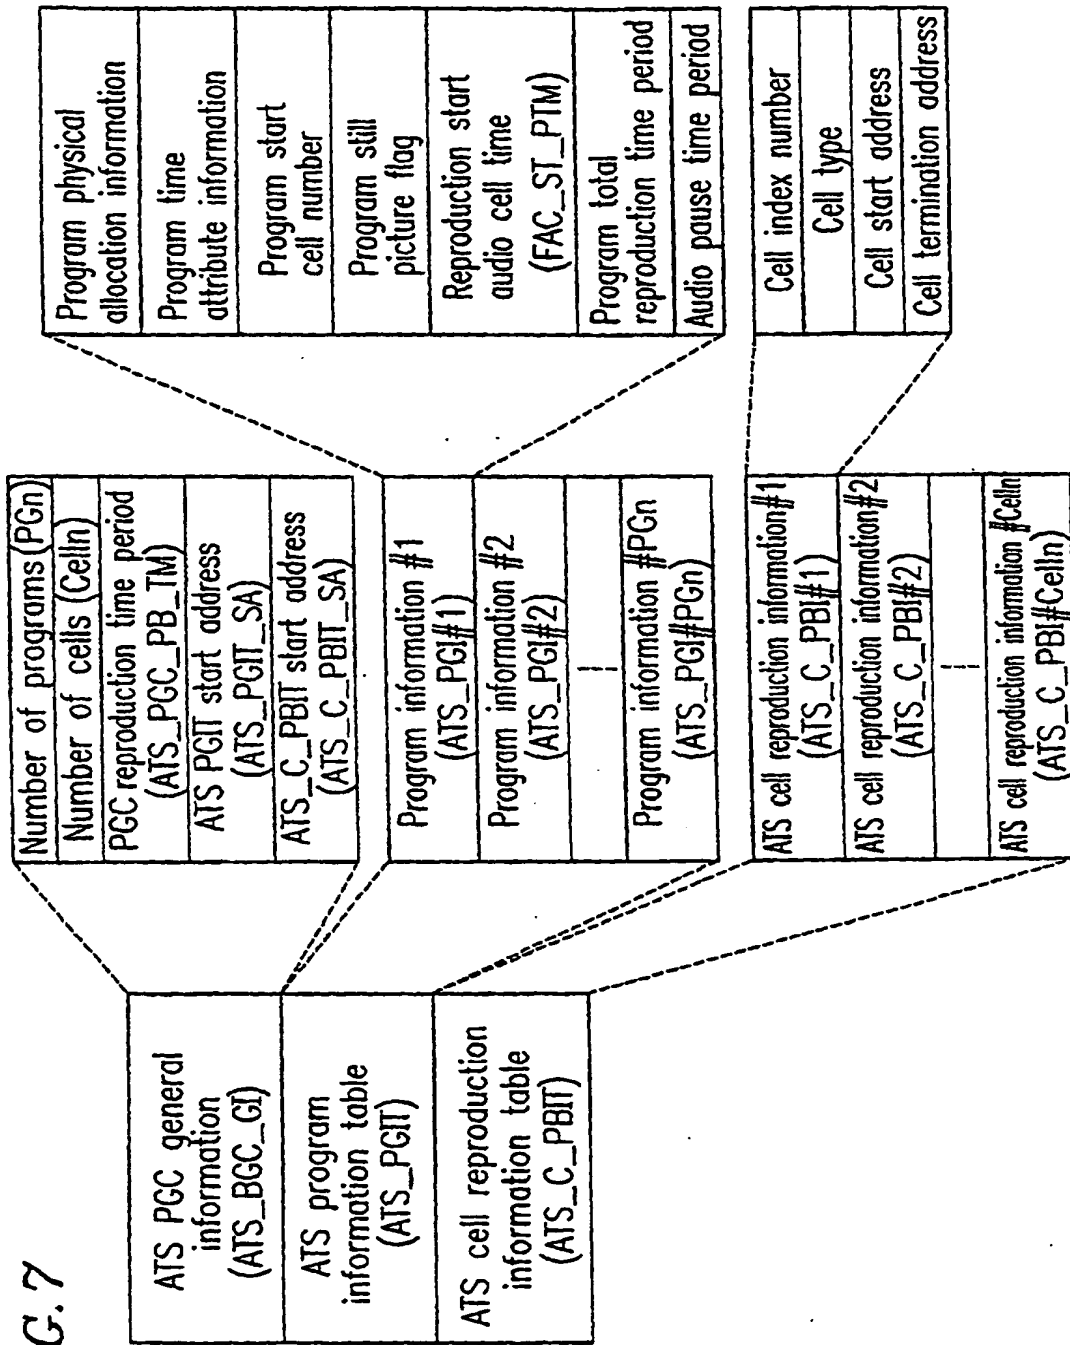 G.7
ATS PGC general
information
(ATS_BGC_GI)
ATS program
information table
(ATS_PGIT)
ATS cell reproduction
information table
(ATS_C_PBIT)
Number of programs(PGn)
Number of cells(Celln)
PGC reproduction time period
(ATS_PGC_PB_TM)
ATS PGIT start address
(ATS_PGIT_SA)
ATS_C_PBIT start address
(ATS_C_PBIT_SA)
Program information #1
(ATS_PGI#1)
Program information #2
(ATS_PGI#2)
Program information #PGn
(ATS_PGI#PGn)
ATS cell reproduction information#1
(ATS_C_PBI#1)
ATS cell reproduction information#2
(ATS_C_PBI#2)
ATS cell reproduction information #Celln
(ATS_C_PBI#Celln)
Program physical
allocation information
Program time
attribute information
Program start
cell number
Program still
picture flag
Reproduction start
audio cell time
(FAC_ST_PTM)
Program total
reproduction time period
Audio pause time period
Cell index number
Cell type
Cell start address
Cell termination address